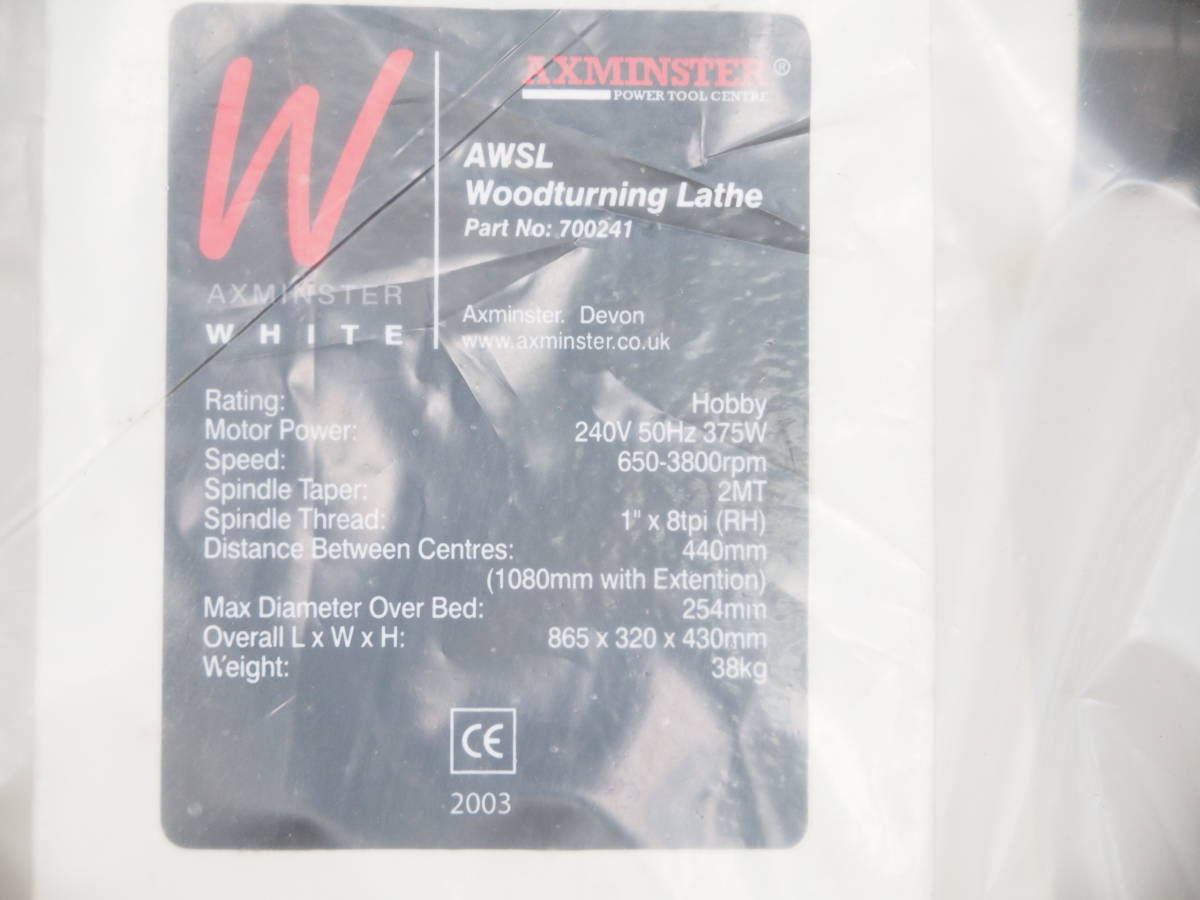 W
AXMINSTER
WHITE
AXMINSTER®
POWER TOOL CENTRE
AWSL
Woodturning Lathe
Part No: 700241
Axminster. Devon
www.axminster.co.uk
Rating: Hobby
Motor Power: 240V 50Hz 375W
Speed: 650-3800rpm
Spindle Taper: 2MT
Spindle Thread: 1" x 8tpi (RH)
Distance Between Centres: 440mm
(1080mm with Extention)
Max Diameter Over Bed: 254mm
Overall L x W x H: 865 x 320 x 430mm
Weight: 38kg
CE
2003